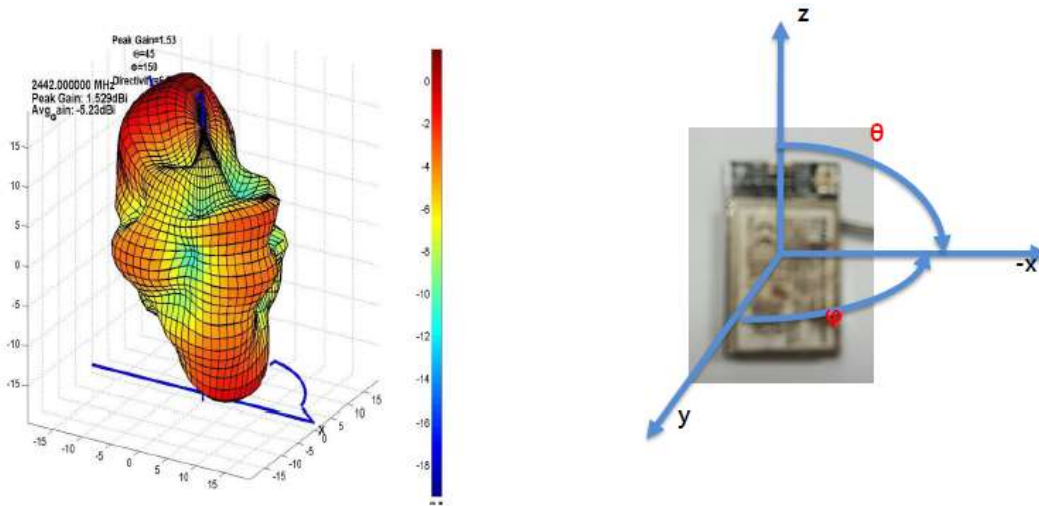 Peak Gain=1.53
Θ=45
Φ=150
2442.000000 MHz
Peak Gain: 1.529dBi
Avg Gain: -5.23dBi
15
10
5
0
-5
-10
-15
-15
-10
-5
0
5
10
15
-15
-10
-5
0
5
10
15
X
0
-2
-4
-6
-8
-10
-12
-14
-16
-18
z
θ
-x
φ
y